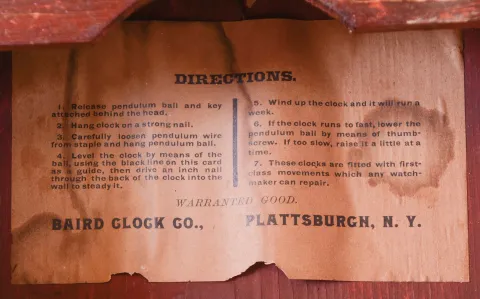 DIRECTIONS.
1. Release pendulum ball and key
attached behind the head.
2. Hang clock on a strong nail.
3. Carefully loosen pendulum wire
from staple and hang pendulum ball.
4. Level the clock by means of the
ball, using the black line on this card
as a guide, then drive an inch nail
through the back of the clock into the
wall to steady it.
5. Wind up the clock and it will run a
week.
6. If the clock runs to fast, lower the
pendulum ball by means of thumb-
screw. If too slow, raise it a little at a
time.
7. These clocks are fitted with first-
class movements which any watch-
maker can repair.
WARRANTED GOOD.
BAIRD CLOCK CO., PLATTSBURGH, N. Y.